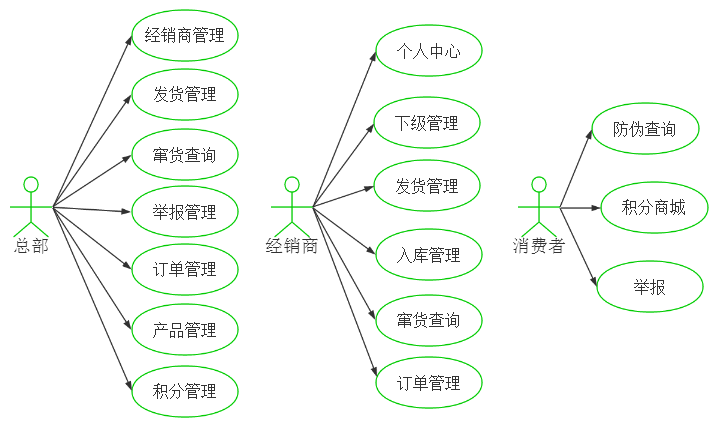 经销商管理
发货管理
窜货查询
举报管理
订单管理
产品管理
积分管理
总部
个人中心
下级管理
发货管理
入库管理
窜货查询
订单管理
经销商
防伪查询
积分商城
举报
消费者